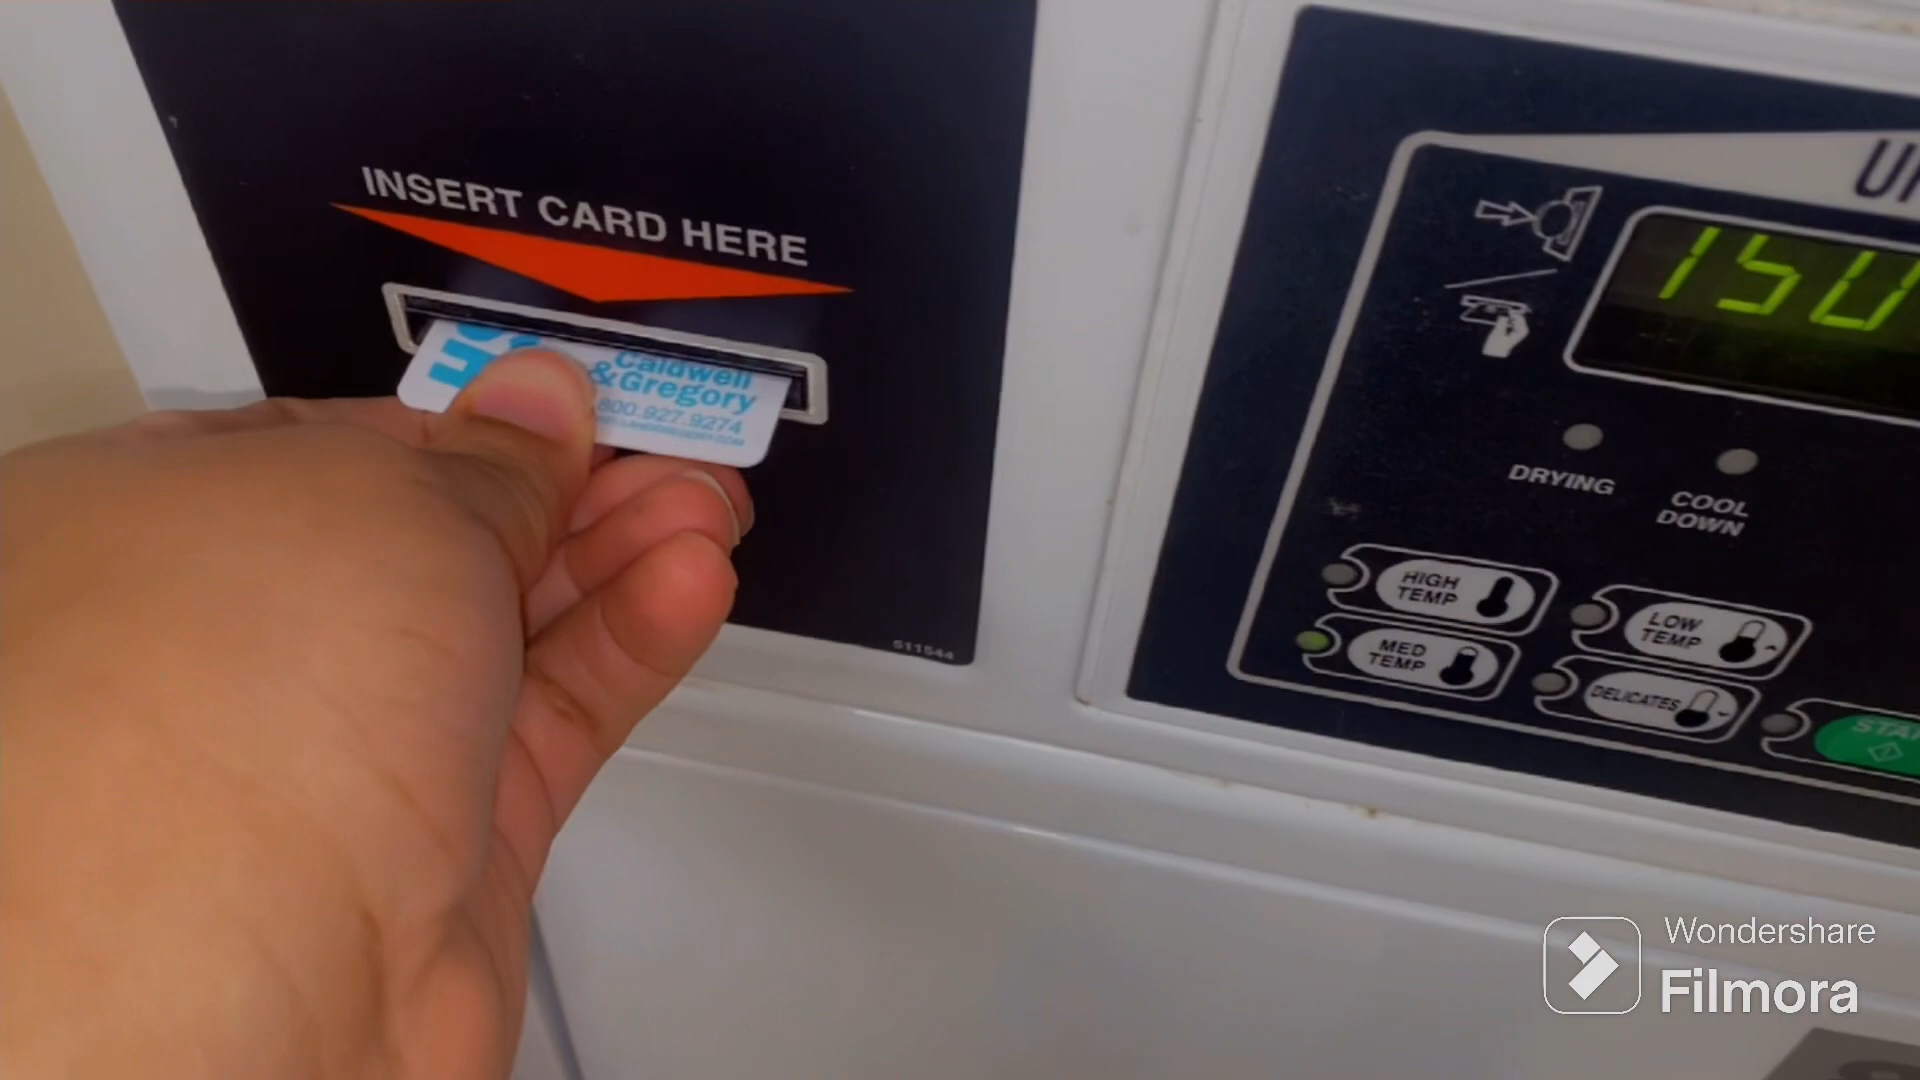 INSERT CARD HERE
Caldwell
&Gregory
800.927.9274
511544
150
DRYING
COOL
DOWN
HIGH
TEMP
LOW
TEMP
MED
TEMP
DELICATES
Wondershare
Filmora